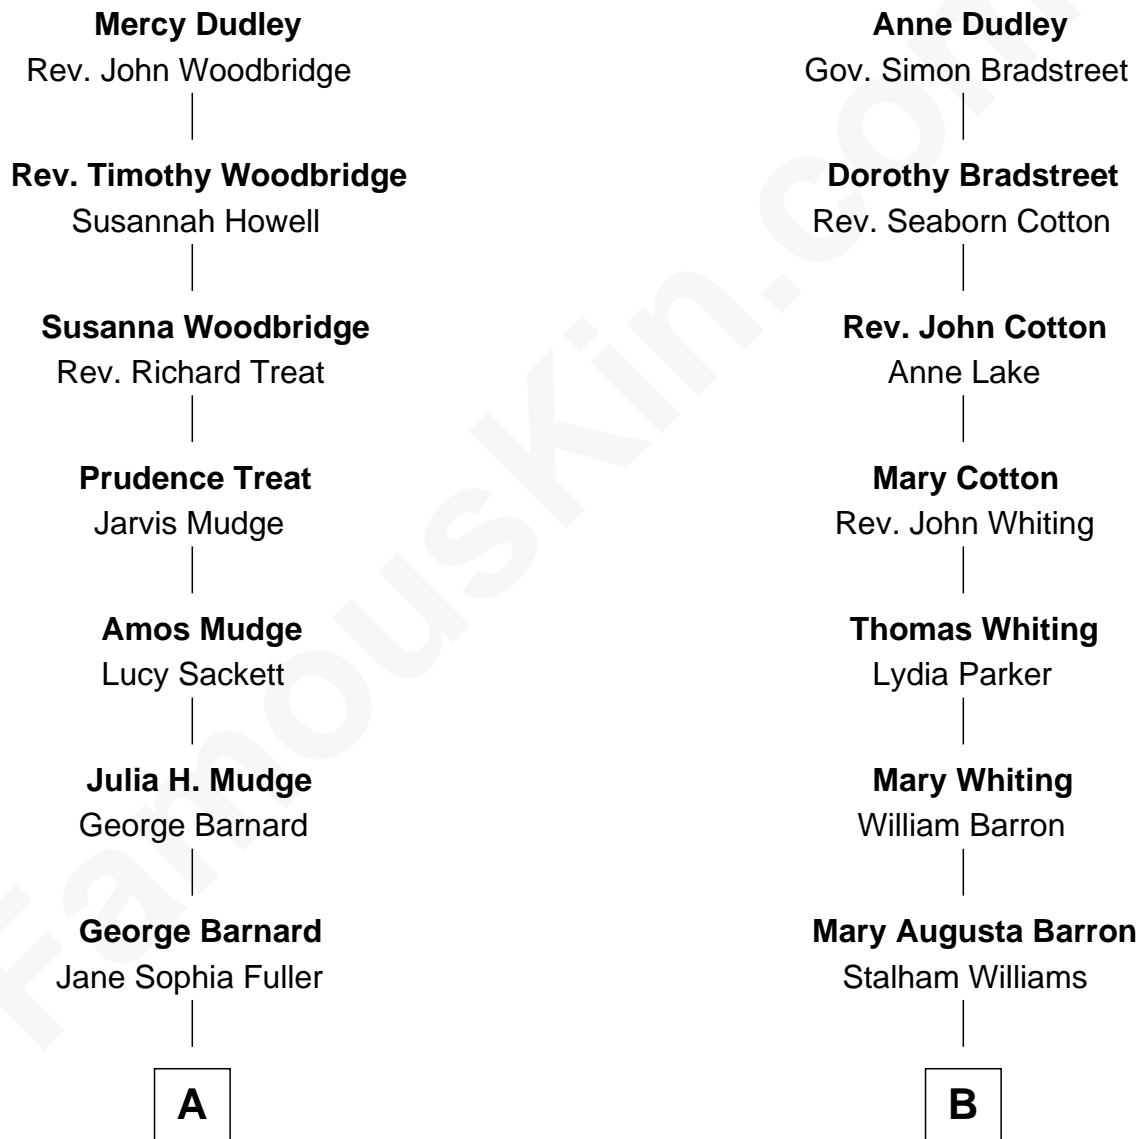 Mercy Dudley
Rev. John Woodbridge
Rev. Timothy Woodbridge
Susannah Howell
Susanna Woodbridge
Rev. Richard Treat
Prudence Treat
Jarvis Mudge
Amos Mudge
Lucy Sackett
Julia H. Mudge
George Barnard
George Barnard
Jane Sophia Fuller
A
Anne Dudley
Gov. Simon Bradstreet
Dorothy Bradstreet
Rev. Seaborn Cotton
Rev. John Cotton
Anne Lake
Mary Cotton
Rev. John Whiting
Thomas Whiting
Lydia Parker
Mary Whiting
William Barron
Mary Augusta Barron
Stalham Williams
B
FamousKin.com